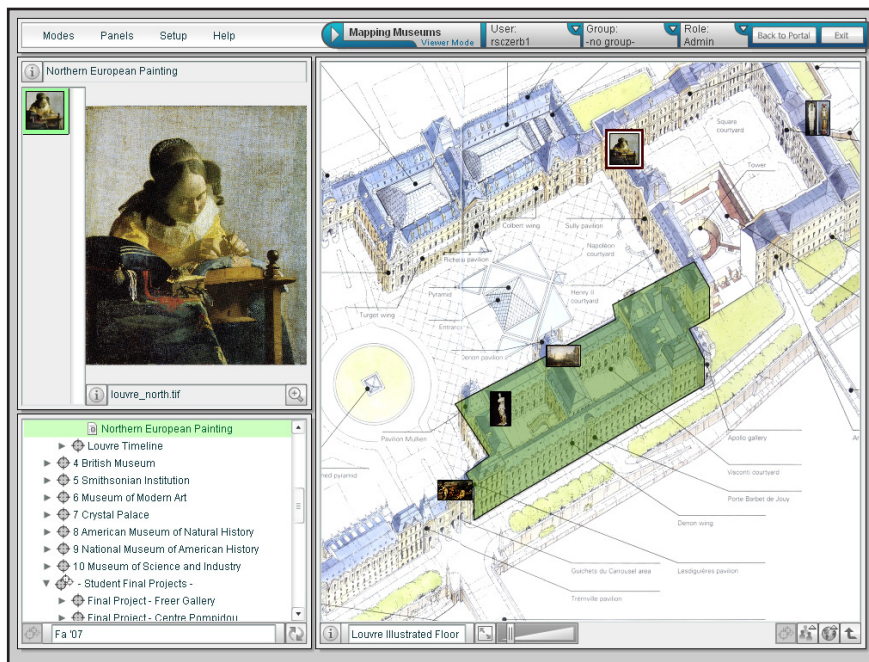 Modes Panels Setup Help
Mapping Museums
Viewer Mode
User:
rsczerb1
Group:
-no group-
Role:
Admin
Back to Portal
Exit
Northern European Painting
louvre_north.tif
Northern European Painting
Louvre Timeline
4 British Museum
5 Smithsonian Institution
6 Museum of Modern Art
7 Crystal Palace
8 American Museum of Natural History
9 National Museum of American History
10 Museum of Science and Industry
- Student Final Projects -
Final Project - Freer Gallery
Final Project - Centre Pompidou
Fa '07
Square
courtyard
Tower
Colbert wing
Sully pavilion
Napoléon
courtyard
Richelieu pavilion
Pyramid
Henry II
courtyard
Turgot wing
Entrance
Denon pavilion
Pavilion Mollien
Apollo gallery
Visconti courtyard
Porte Barbet de Jouy
Denon wing
Guichets du Carrousel area
Lesdiguières pavilion
Trémville pavilion
Louvre Illustrated Floor